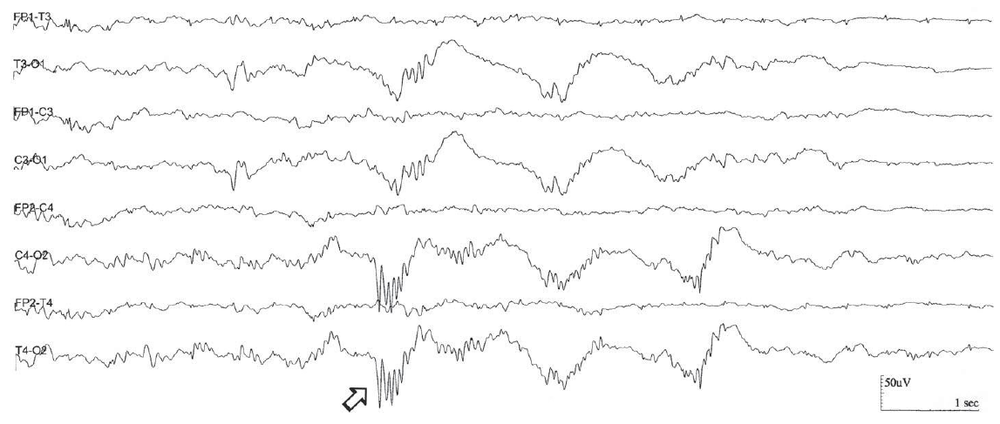 FP1-T3
T3-O1
FP1-C3
C3-O1
FP2-C4
C4-O2
FP2-T4
T4-O2
50uV
1 sec